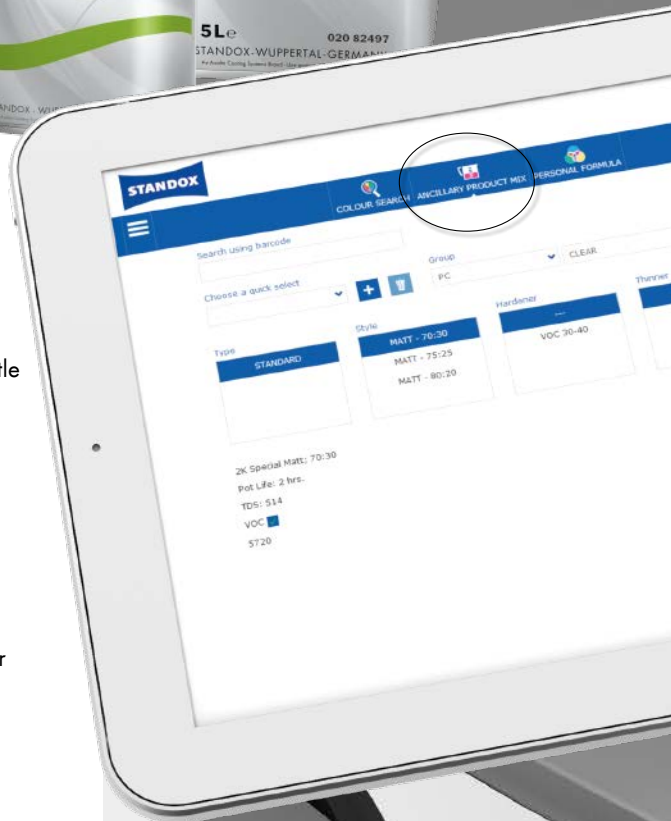 5L℮
020 82497
STANDOX-WUPPERTAL-GERMANY
STANDOX
COLOUR SEARCH
ANCILLARY PRODUCT MIX
PERSONAL FORMULA
Search using barcode
Choose a quick select
Group
PC
CLEAR
Type
STANDARD
Style
MATT - 70:30
MATT - 75:25
MATT - 80:20
Hardener
---
VOC 30-40
Thinner
2K Special Matt: 70:30
Pot Life: 2 hrs.
TDS: 514
VOC
5720
tle
r